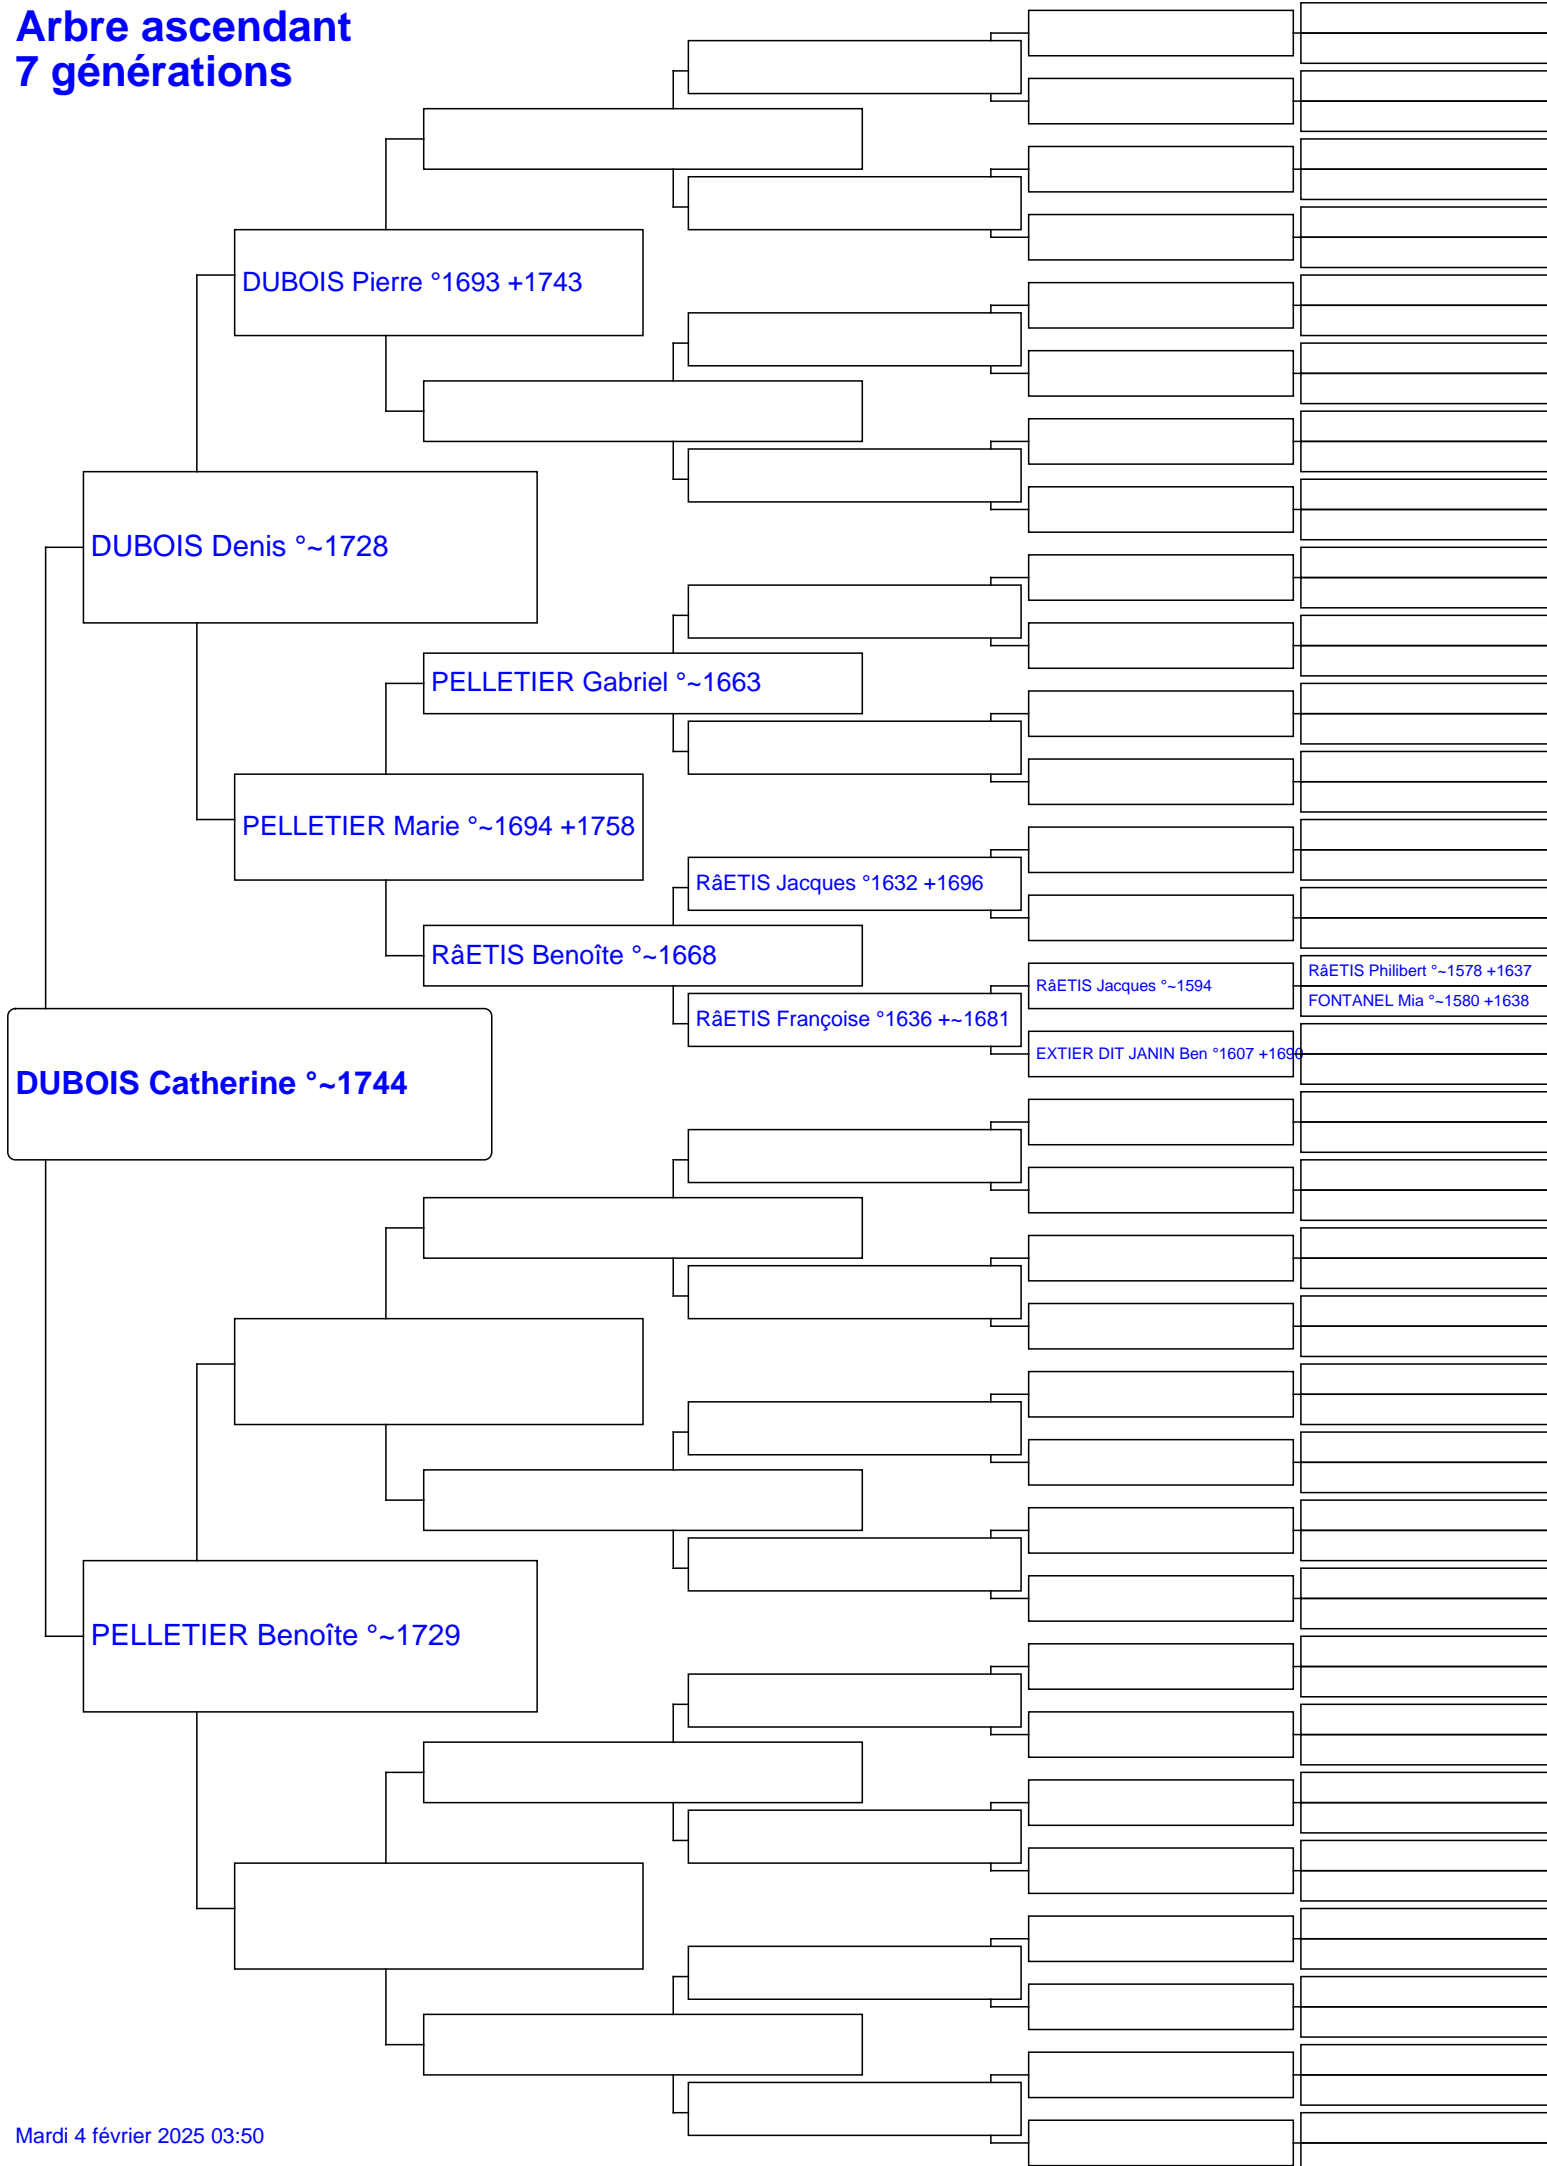 Arbre ascendant
7 générations
DUBOIS Pierre °1693 +1743
DUBOIS Denis °~1728
PELLETIER Gabriel °~1663
PELLETIER Marie °~1694 +1758
RâETIS Jacques °1632 +1696
RâETIS Benoîte °~1668
RâETIS Philibert °~1578 +1637
RâETIS Jacques °~1594
FONTANEL Mia °~1580 +1638
RâETIS Françoise °1636 +~1681
EXTIER DIT JANIN Ben °1607 +1690
DUBOIS Catherine °~1744
PELLETIER Benoîte °~1729
Mardi 4 février 2025 03:50